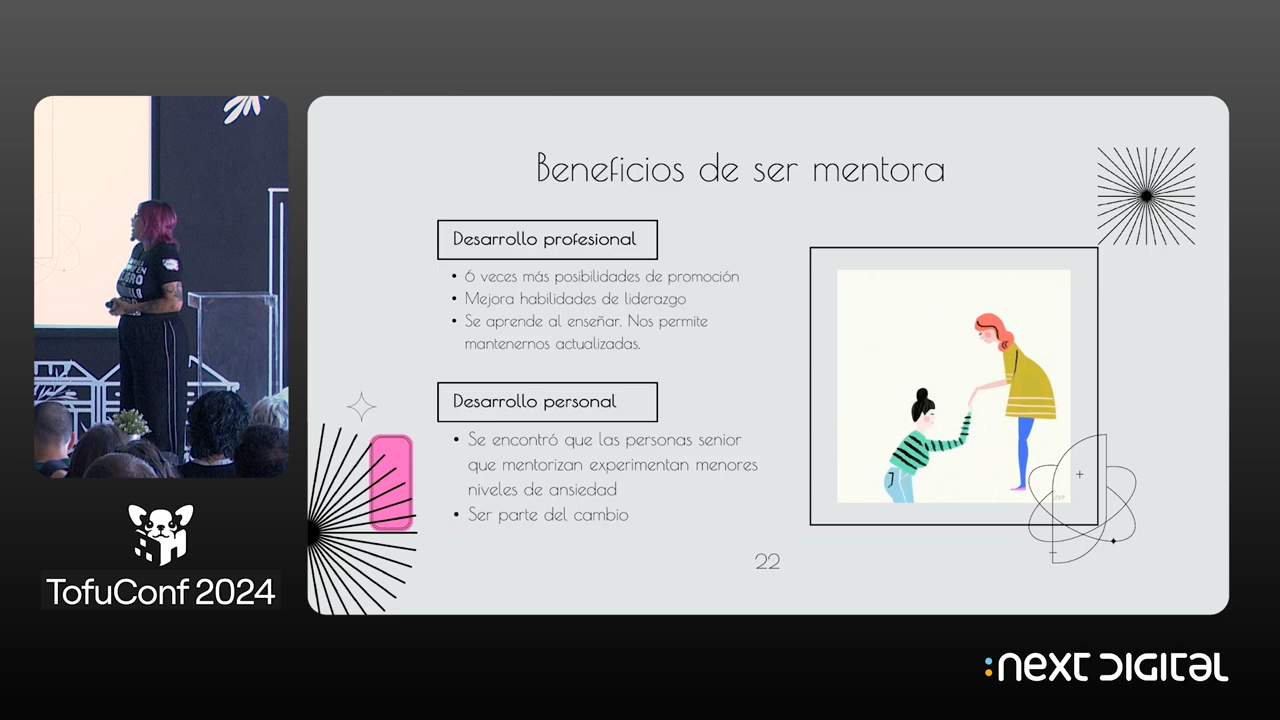 Beneficios de ser mentora
Desarrollo profesional
• 6 veces más posibilidades de promoción
• Mejora habilidades de liderazgo
• Se aprende al enseñar. Nos permite
mantenernos actualizadas.
Desarrollo personal
• Se encontró que las personas senior
que mentorizan experimentan menores
niveles de ansiedad
• Ser parte del cambio
22
TofuConf 2024
:next digital